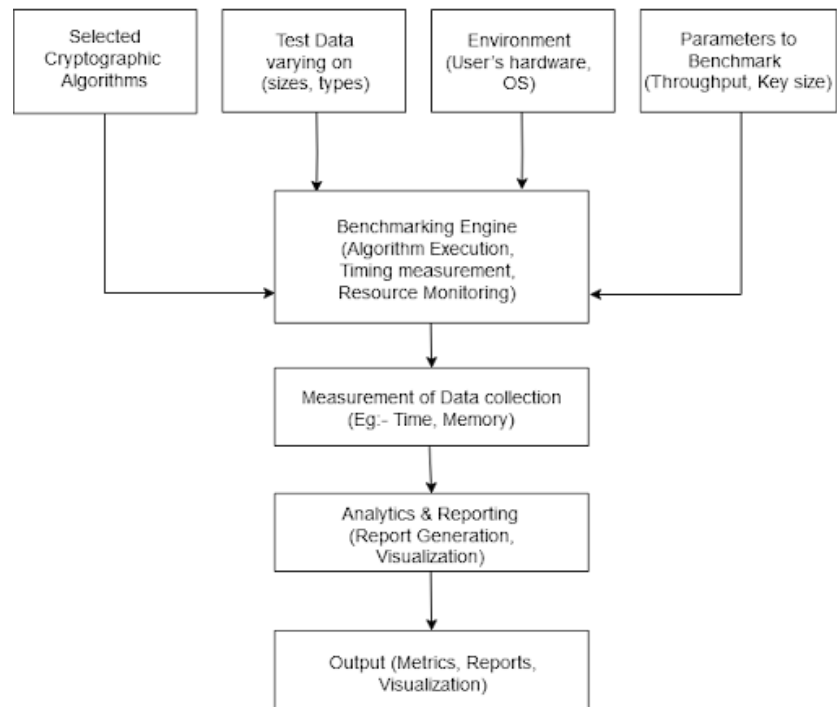 Selected
Cryptographic
Algorithms
Test Data
varying on
(sizes, types)
Environment
(User's hardware,
OS)
Parameters to
Benchmark
(Throughput, Key size)
Benchmarking Engine
(Algorithm Execution,
Timing measurement,
Resource Monitoring)
Measurement of Data collection
(Eg:- Time, Memory)
Analytics & Reporting
(Report Generation,
Visualization)
Output (Metrics, Reports,
Visualization)